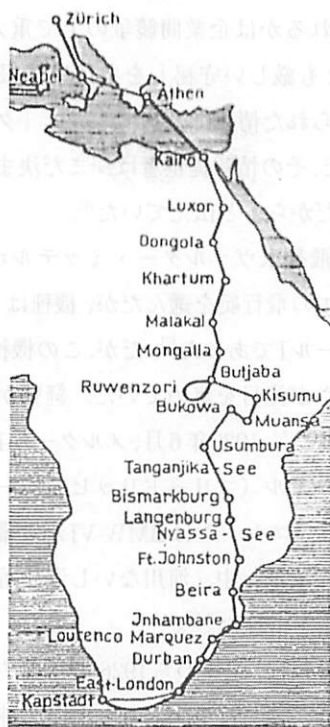 Zürich
Neapel
Athen
Kairo
Luxor
Dongola
Khartum
Malakal
Mongalla
Butjaba
Ruwenzori
Kisumu
Bukowa
Muansa
Usumbura
Tanganjika-See
Bismarkburg
Langenburg
Nyassa-See
Ft.Johnston
Beira
Jnhambane
Lourenco Marquez
Durban
East-London
Kapstadt